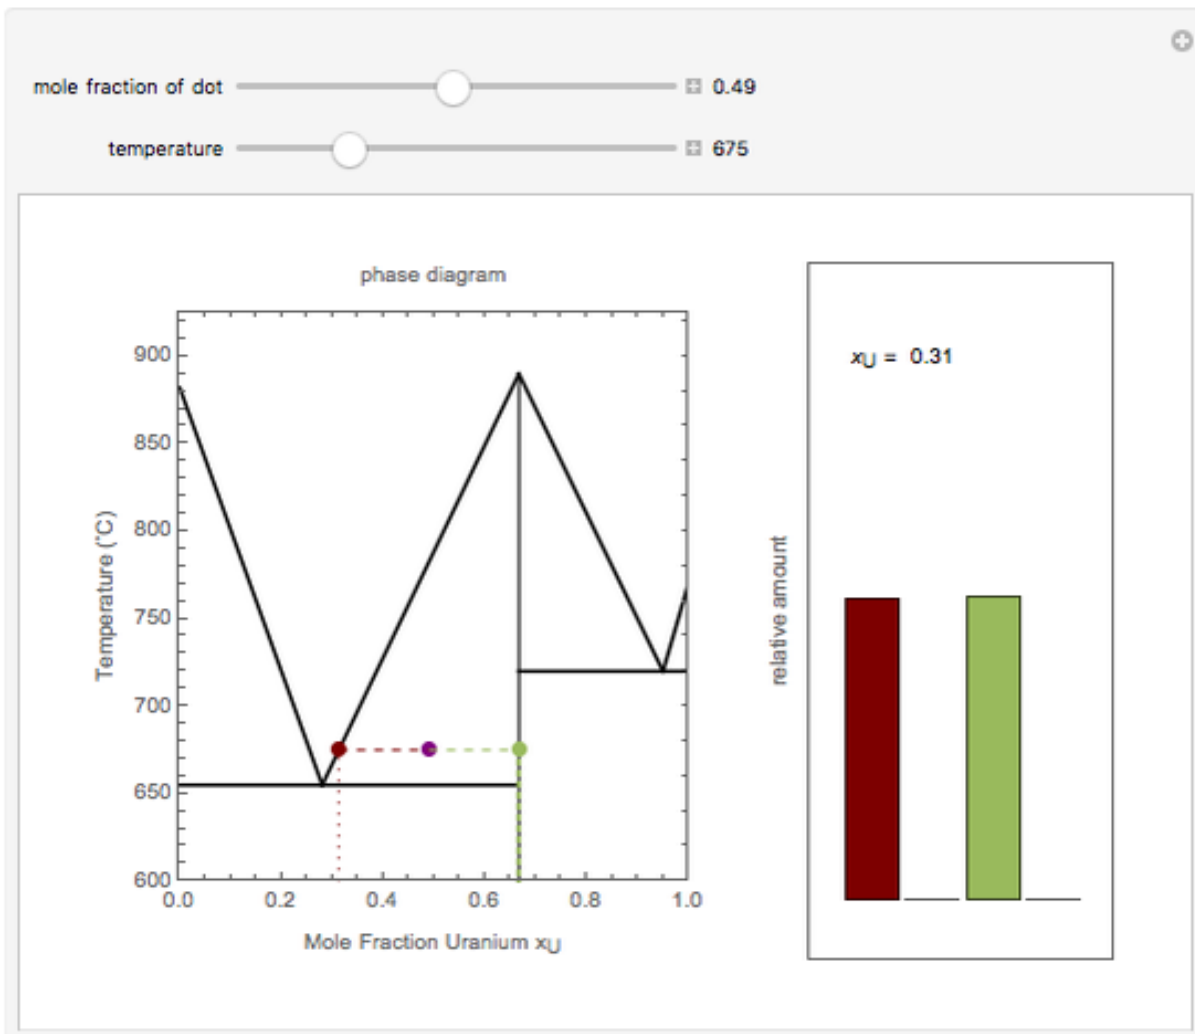 mole fraction of dot 0.49
temperature 675
phase diagram
xU = 0.31
900
850
800
750
700
650
600
Temperature (°C)
relative amount
0.0 0.2 0.4 0.6 0.8 1.0
Mole Fraction Uranium xU